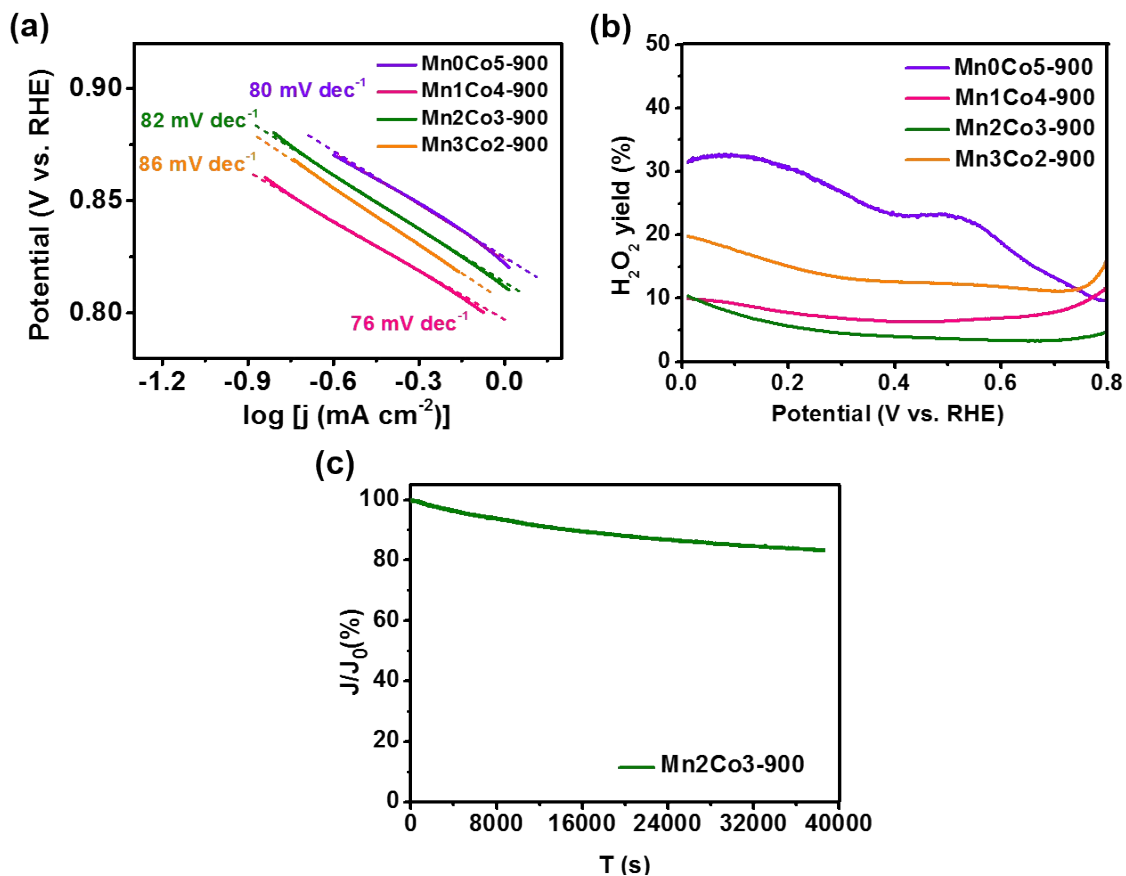 (a)
Potential (V vs. RHE)
0.90
0.85
0.80
80 mV dec⁻¹
82 mV dec⁻¹
86 mV dec⁻¹
76 mV dec⁻¹
Mn0Co5-900
Mn1Co4-900
Mn2Co3-900
Mn3Co2-900
-1.2 -0.9 -0.6 -0.3 0.0
log [j (mA cm⁻²)]
(b)
H₂O₂ yield (%)
50
40
30
20
10
0
Mn0Co5-900
Mn1Co4-900
Mn2Co3-900
Mn3Co2-900
0.0 0.2 0.4 0.6 0.8
Potential (V vs. RHE)
(c)
J/J₀(%)
100
80
60
40
20
0
Mn2Co3-900
0 8000 16000 24000 32000 40000
T (s)